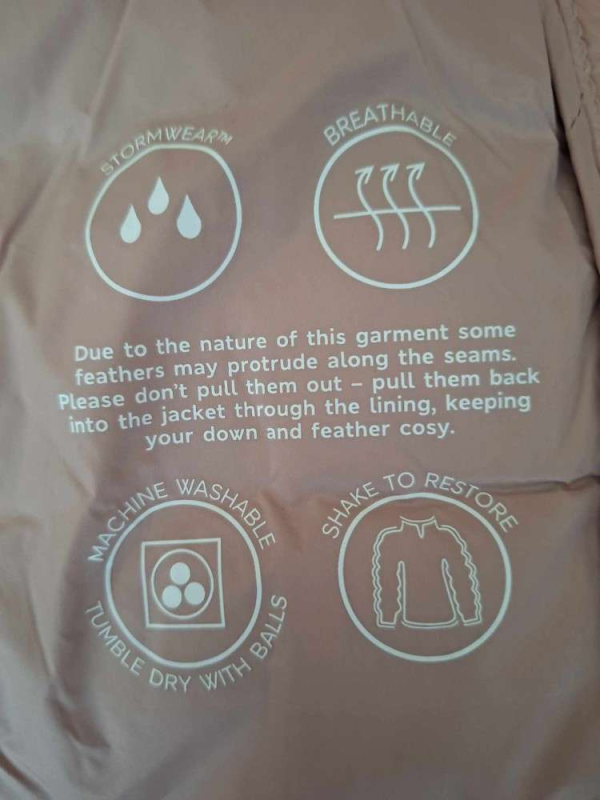 STORMWEAR™
BREATHABLE
Due to the nature of this garment some
feathers may protrude along the seams.
Please don't pull them out – pull them back
into the jacket through the lining, keeping
your down and feather cosy.
MACHINE WASHABLE
TUMBLE DRY WITH BALLS
SHAKE TO RESTORE